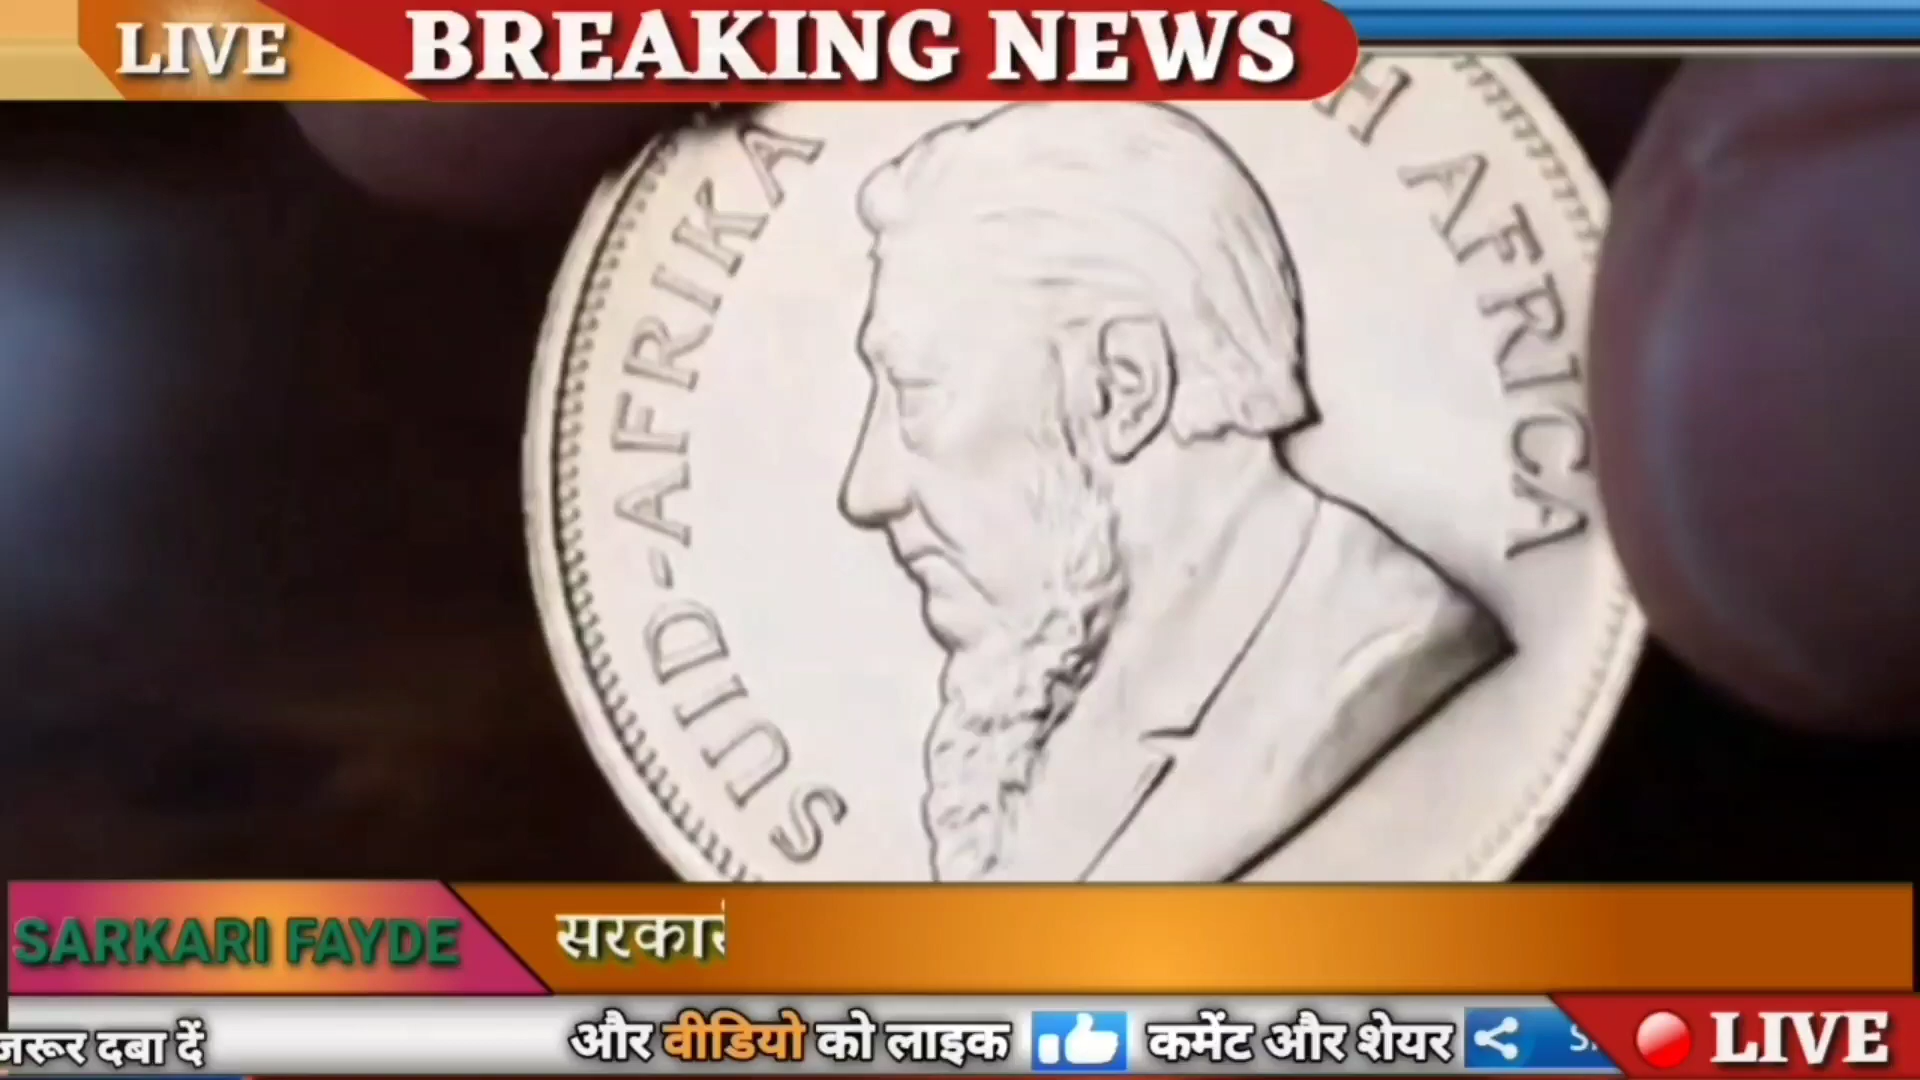 LIVE
BREAKING NEWS
SUID-AFRIKA
AFRICA
SARKARI FAYDE
जरूर दबा दें
और वीडियो को लाइक
कमेंट और शेयर
LIVE